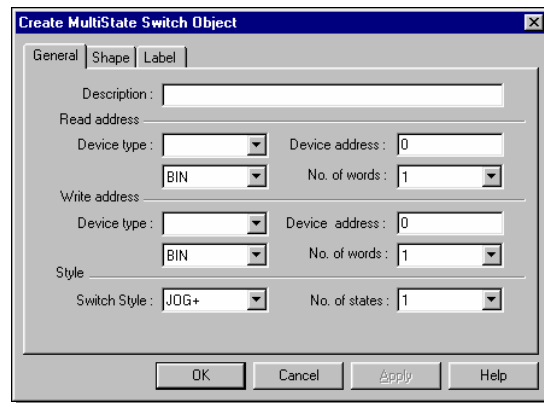 Create MultiState Switch Object
General Shape Label
Description :
Read address
Device type : Device address : 0
BIN No. of words : 1
Write address
Device type : Device address : 0
BIN No. of words : 1
Style
Switch Style : JOG+ No. of states : 1
OK Cancel Apply Help